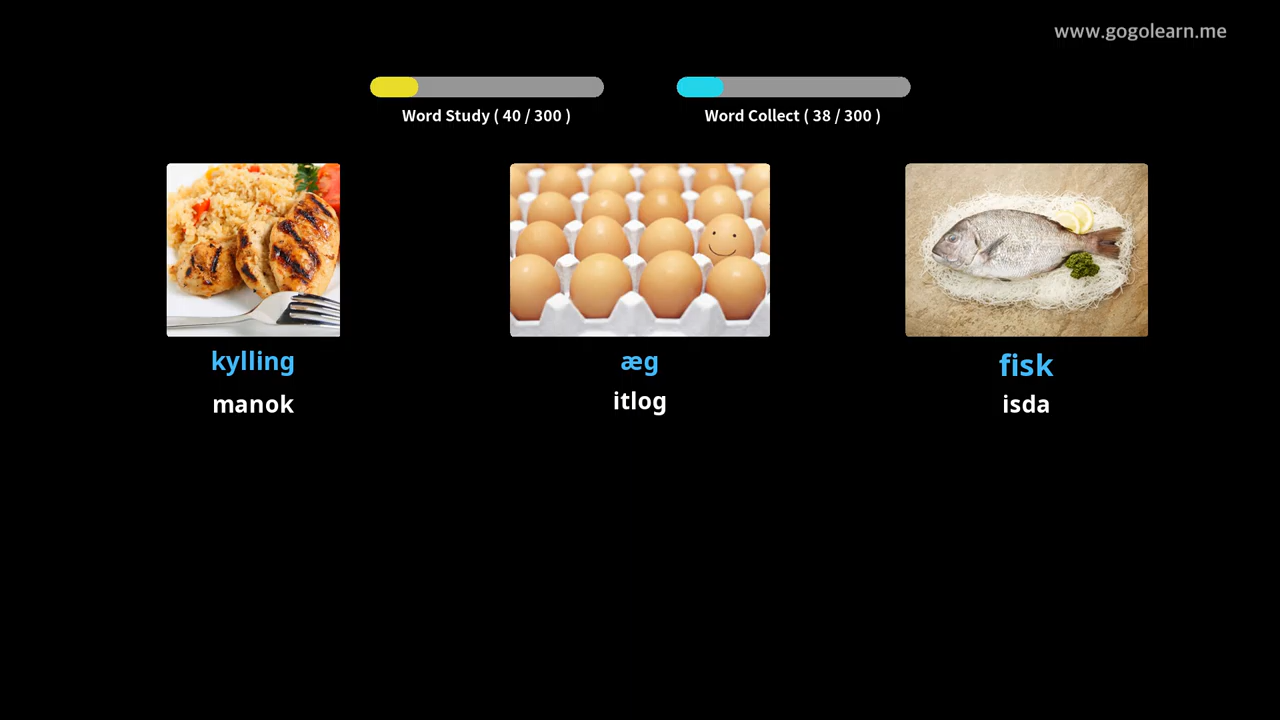 www.gogolearn.me
Word Study ( 40 / 300 )
Word Collect ( 38 / 300 )
kylling
æg
fisk
manok
itlog
isda